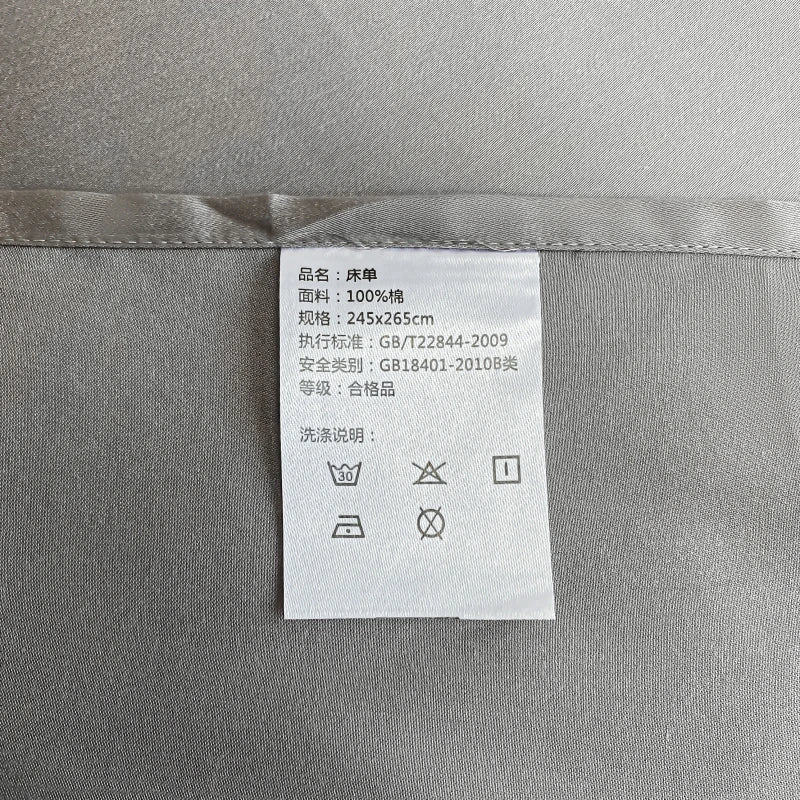 品名：床单
面料：100%棉
规格：245x265cm
执行标准：GB/T22844-2009
安全类别：GB18401-2010B类
等级：合格品
洗涤说明：
30